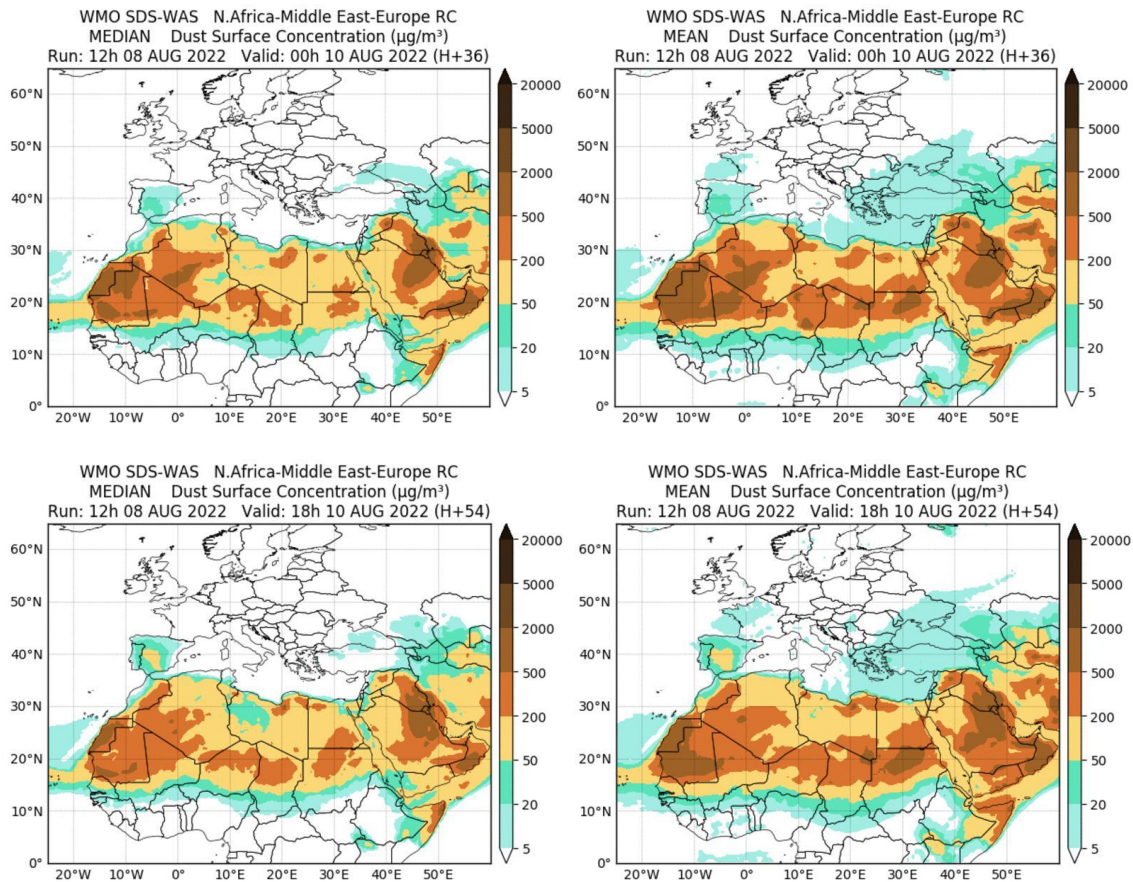 WMO SDS-WAS N.Africa-Middle East-Europe RC
MEDIAN Dust Surface Concentration (µg/m³)
Run: 12h 08 AUG 2022 Valid: 00h 10 AUG 2022 (H+36)
60°N
50°N
40°N
30°N
20°N
10°N
0°
20°W
10°W
0°
10°E
20°E
30°E
40°E
50°E
20000
5000
2000
500
200
50
20
5
WMO SDS-WAS N.Africa-Middle East-Europe RC
MEAN Dust Surface Concentration (µg/m³)
Run: 12h 08 AUG 2022 Valid: 00h 10 AUG 2022 (H+36)
60°N
50°N
40°N
30°N
20°N
10°N
0°
20°W
10°W
0°
10°E
20°E
30°E
40°E
50°E
20000
5000
2000
500
200
50
20
5
WMO SDS-WAS N.Africa-Middle East-Europe RC
MEDIAN Dust Surface Concentration (µg/m³)
Run: 12h 08 AUG 2022 Valid: 18h 10 AUG 2022 (H+54)
60°N
50°N
40°N
30°N
20°N
10°N
0°
20°W
10°W
0°
10°E
20°E
30°E
40°E
50°E
20000
5000
2000
500
200
50
20
5
WMO SDS-WAS N.Africa-Middle East-Europe RC
MEAN Dust Surface Concentration (µg/m³)
Run: 12h 08 AUG 2022 Valid: 18h 10 AUG 2022 (H+54)
60°N
50°N
40°N
30°N
20°N
10°N
0°
20°W
10°W
0°
10°E
20°E
30°E
40°E
50°E
20000
5000
2000
500
200
50
20
5